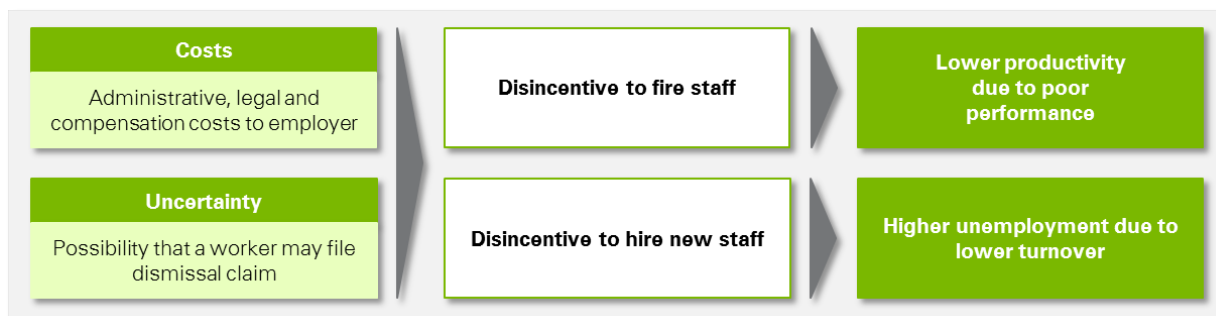 Costs
Administrative, legal and
compensation costs to employer
Uncertainty
Possibility that a worker may file
dismissal claim
Disincentive to fire staff
Disincentive to hire new staff
Lower productivity
due to poor
performance
Higher unemployment due to
lower turnover